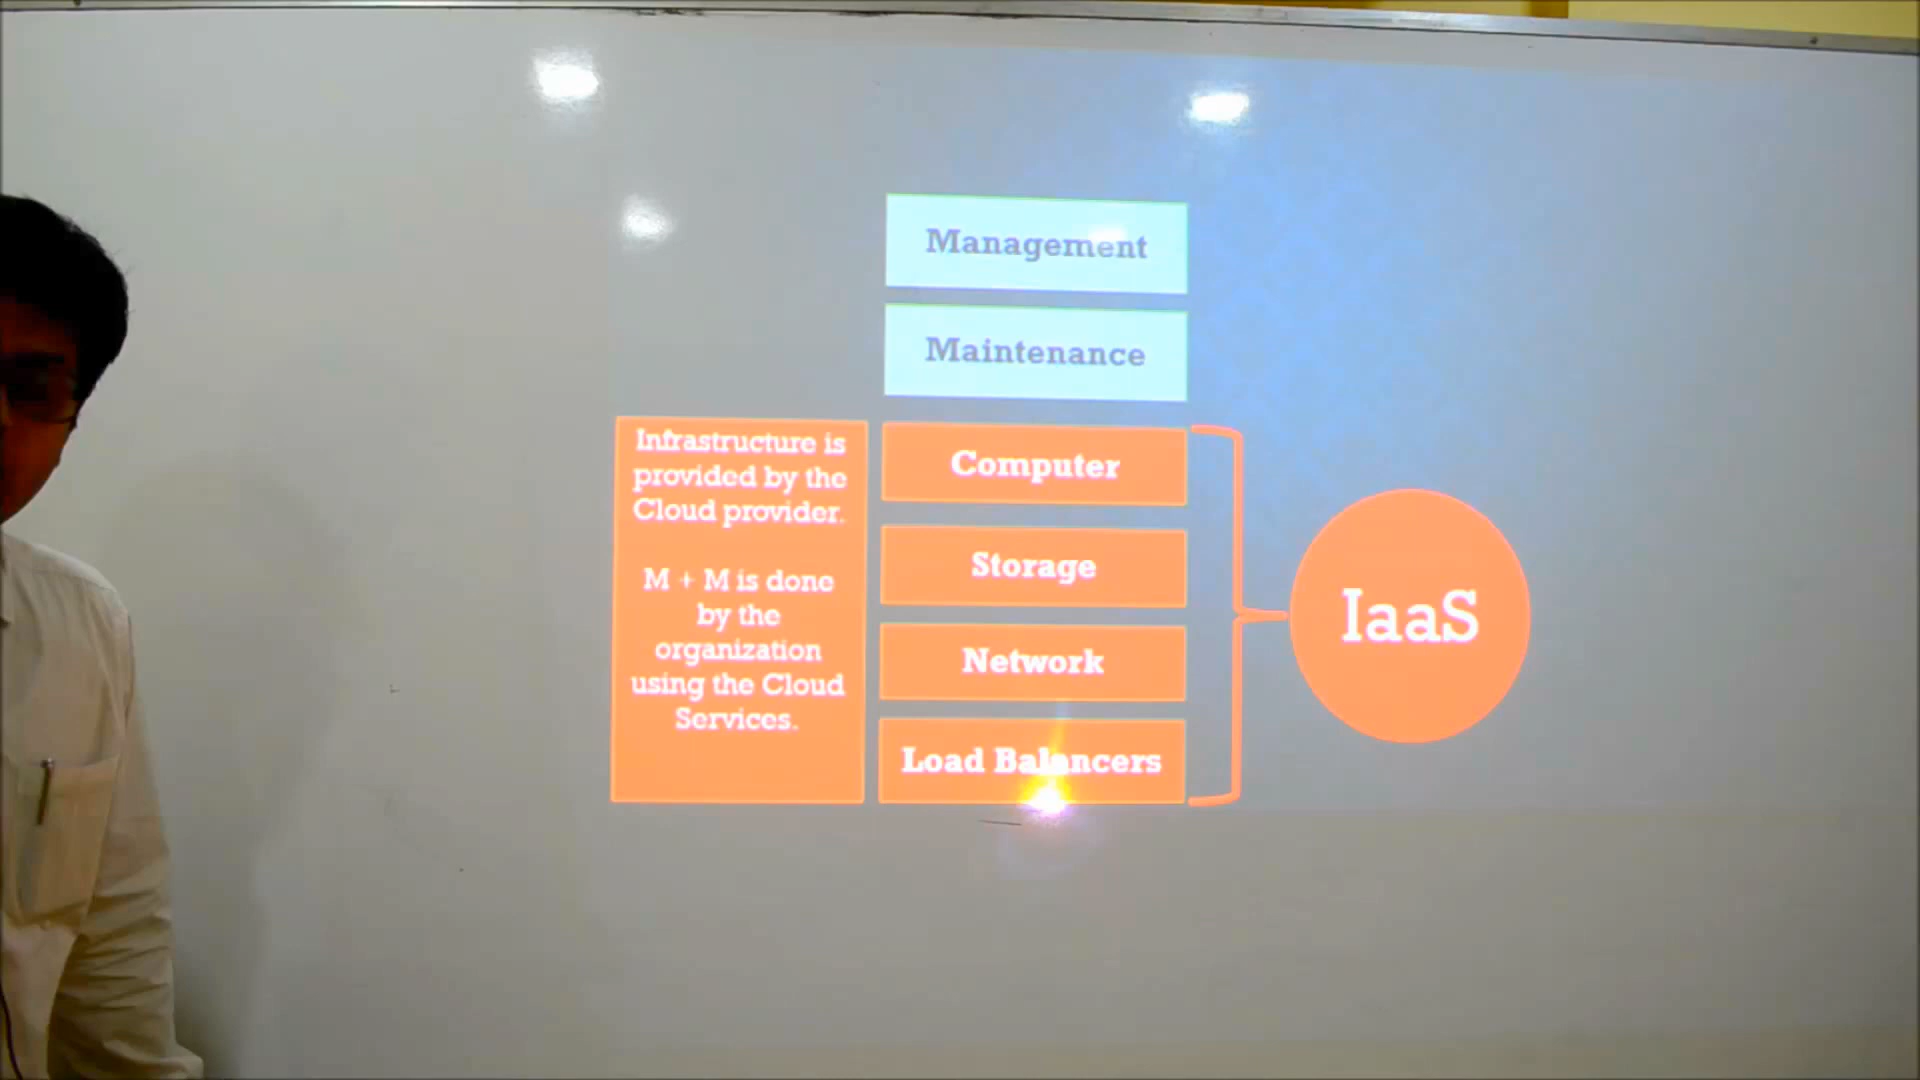 Management
Maintenance
Infrastructure is
provided by the
Cloud provider.
M + M is done
by the
organization
using the Cloud
Services.
Computer
Storage
Network
Load Balancers
IaaS